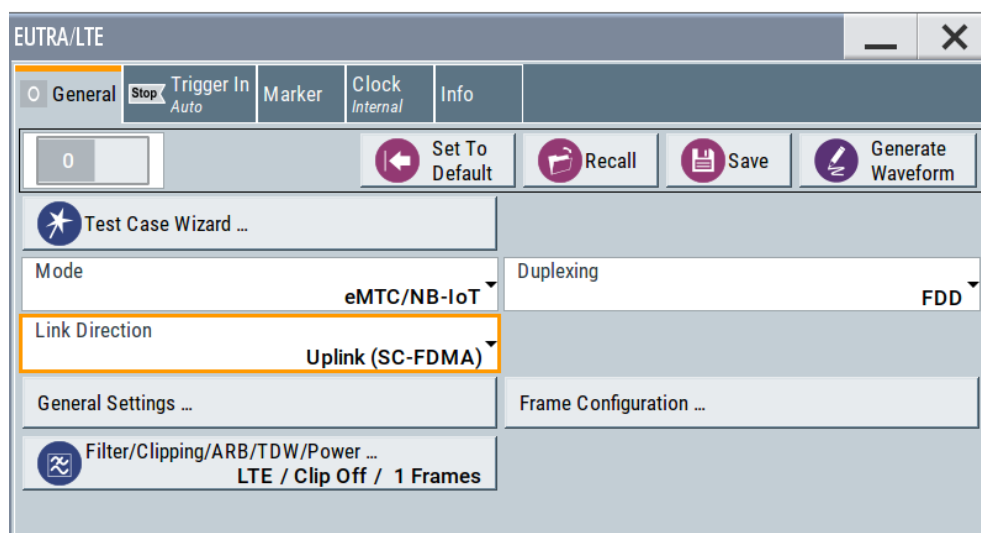 EUTRA/LTE
0 General
Stop Trigger In
Auto
Marker
Clock
Internal
Info
0
Set To
Default
Recall
Save
Generate
Waveform
Test Case Wizard ...
Mode
eMTC/NB-IoT
Duplexing
FDD
Link Direction
Uplink (SC-FDMA)
General Settings ...
Frame Configuration ...
Filter/Clipping/ARB/TDW/Power ...
LTE / Clip Off / 1 Frames